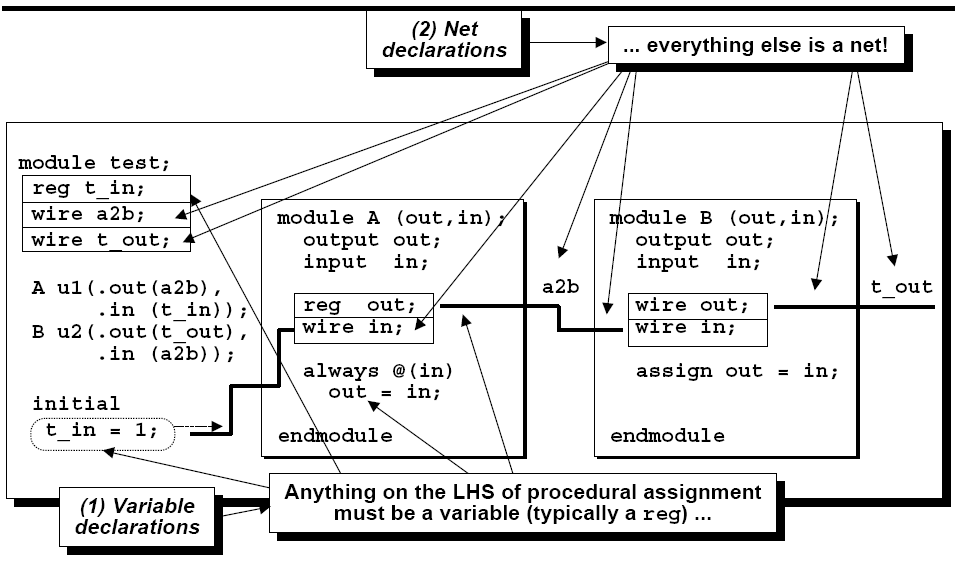 (2) Net
declarations
... everything else is a net!
module test;
reg t_in;
wire a2b;
wire t_out;
A u1(.out(a2b),
.in (t_in));
B u2(.out(t_out),
.in (a2b));
initial
t_in = 1;
module A (out,in);
output out;
input in;
reg out;
wire in;
always @(in)
out = in;
endmodule
a2b
module B (out,in);
output out;
input in;
wire out;
wire in;
assign out = in;
endmodule
t_out
(1) Variable
declarations
Anything on the LHS of procedural assignment
must be a variable (typically a reg) ...